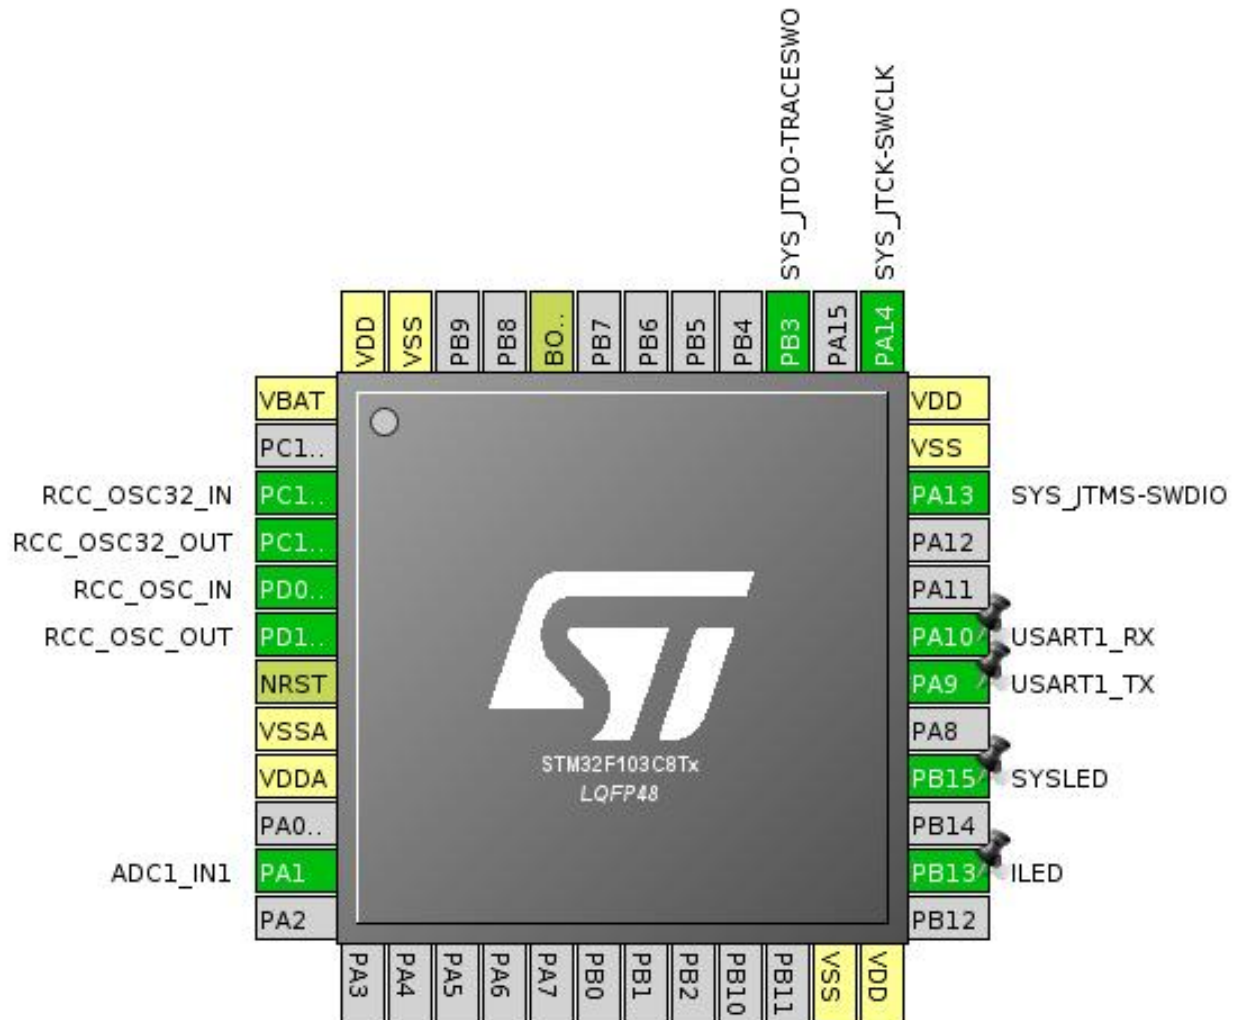 SYS_JTDO-TRACESWO
SYS_JTCK-SWCLK
VDD
VSS
PB9
PB8
BO..
PB7
PB6
PB5
PB4
PB3
PA15
PA14
VBAT
PC1..
RCC_OSC32_IN PC1..
RCC_OSC32_OUT PC1..
RCC_OSC_IN PD0..
RCC_OSC_OUT PD1..
NRST
VSSA
VDDA
PA0..
ADC1_IN1 PA1
PA2
ST
STM32F103C8Tx
LQFP48
VDD
VSS
PA13 SYS_JTMS-SWDIO
PA12
PA11
PA10 USART1_RX
PA9 USART1_TX
PA8
PB15 SYSLED
PB14
PB13 ILED
PB12
PA3
PA4
PA5
PA6
PA7
PB0
PB1
PB2
PB10
PB11
VSS
VDD